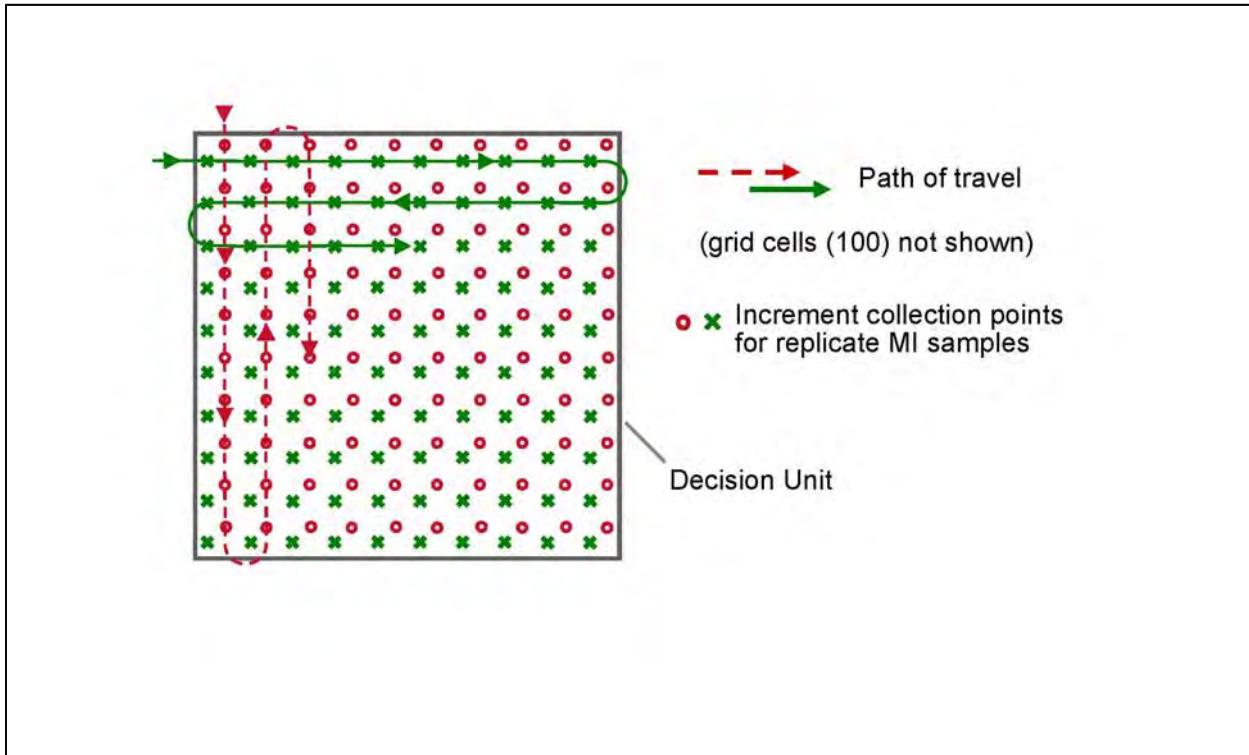 Path of travel
(grid cells (100) not shown)
Increment collection points
for replicate MI samples
Decision Unit